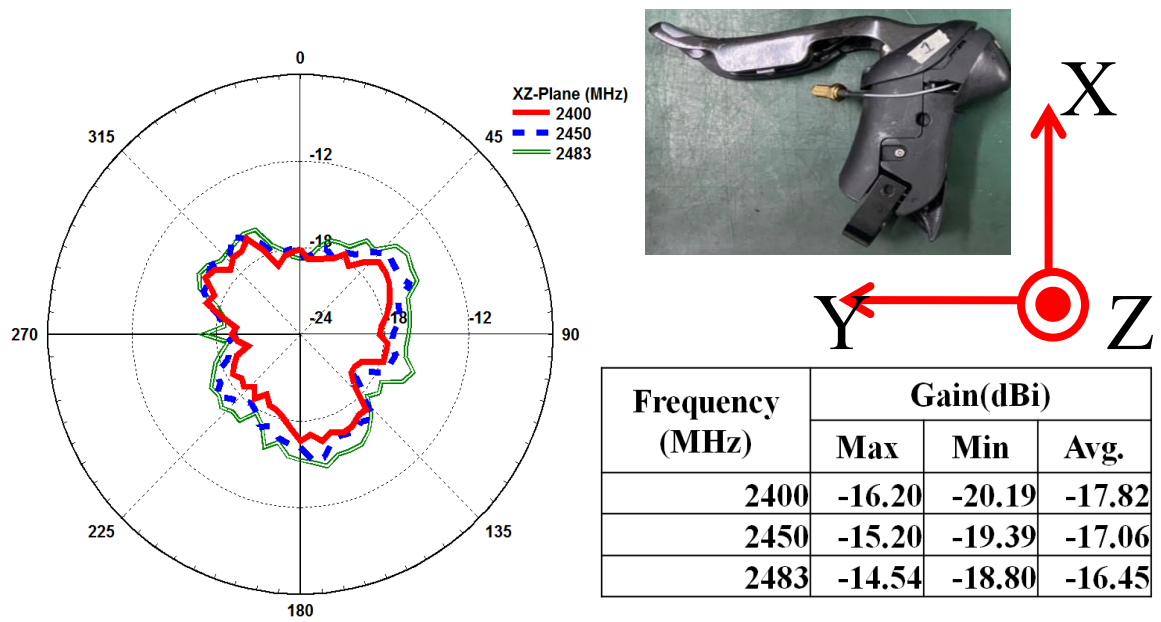 0
45
90
135
180
225
270
315
-12
-18
-24
-18
-12
XZ-Plane (MHz)
2400
2450
2483
1
X
Y
Z
Frequency (MHz)
Gain(dBi)
Max Min Avg.
2400 -16.20 -20.19 -17.82
2450 -15.20 -19.39 -17.06
2483 -14.54 -18.80 -16.45